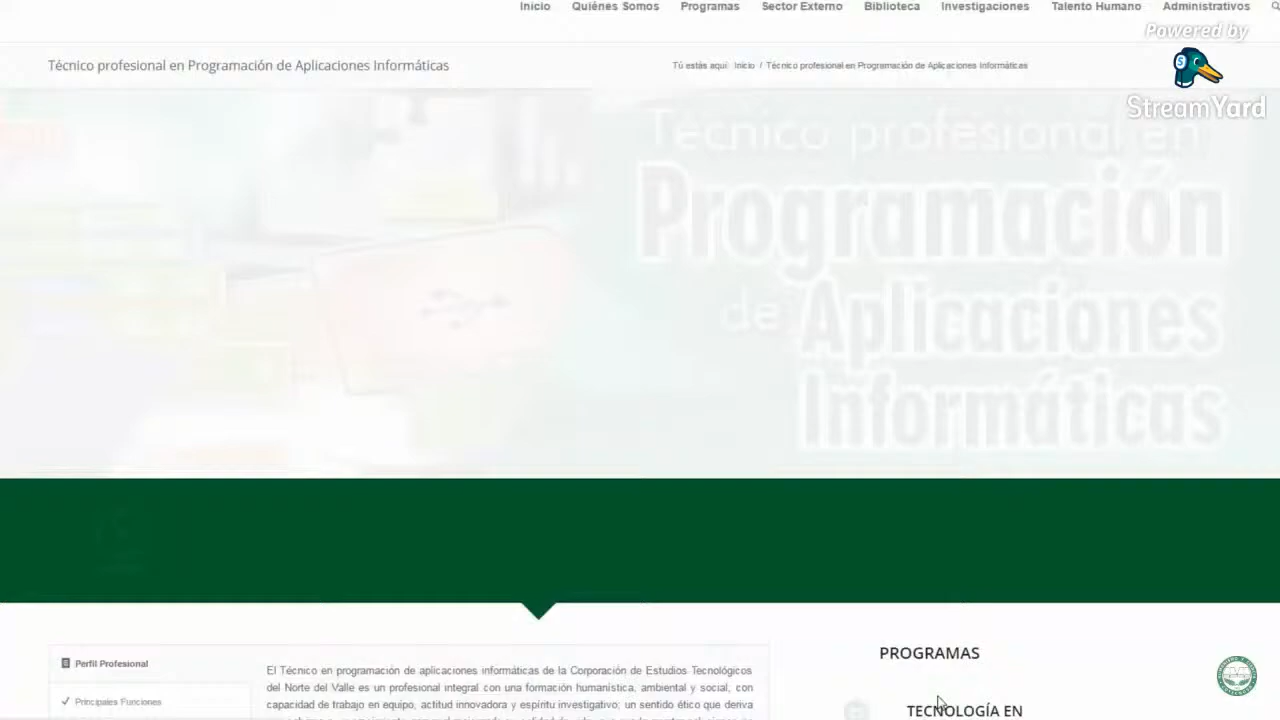 Inicio Quiénes Somos Programas Sector Externo Biblioteca Investigaciones Talento Humano Administrativos
Powered by
StreamYard
Técnico profesional en Programación de Aplicaciones Informáticas
Tú estás aquí: Inicio / Técnico profesional en Programación de Aplicaciones Informáticas
Técnico profesional en
Programación
de Aplicaciones
Informáticas
Perfil Profesional
Principales Funciones
El Técnico en programación de aplicaciones informáticas de la Corporación de Estudios Tecnológicos
del Norte del Valle es un profesional integral con una formación humanística, ambiental y social, con
capacidad de trabajo en equipo, actitud innovadora y espíritu investigativo; un sentido ético que deriva
PROGRAMAS
TECNOLOGÍA EN